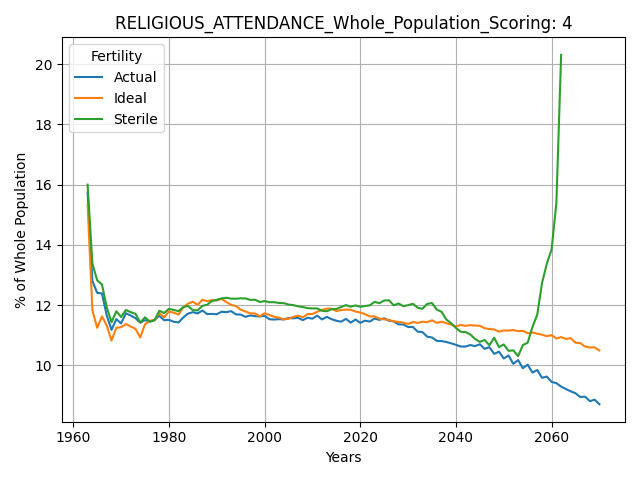 RELIGIOUS_ATTENDANCE_Whole_Population_Scoring: 4
Fertility
Actual
Ideal
Sterile
% of Whole Population
20
18
16
14
12
10
1960
1980
2000
2020
2040
2060
Years